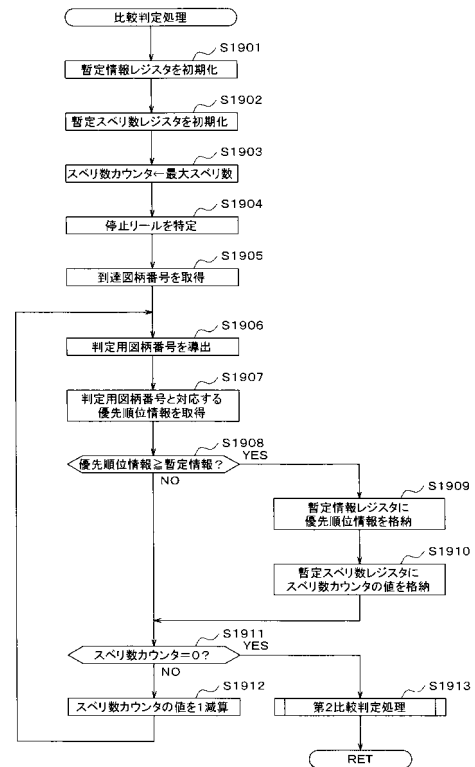 比較判定処理
S1901
暫定情報レジスタを初期化
S1902
暫定スベリ数レジスタを初期化
S1903
スベリ数カウンタ←最大スベリ数
S1904
停止リールを特定
S1905
到達図柄番号を取得
S1906
判定用図柄番号を導出
S1907
判定用図柄番号と対応する
優先順位情報を取得
S1908
優先順位情報≧暫定情報?
YES
NO
S1909
暫定情報レジスタに
優先順位情報を格納
S1910
暫定スベリ数レジスタに
スベリ数カウンタの値を格納
S1911
スベリ数カウンタ=0?
YES
NO
S1912
スベリ数カウンタの値を1減算
S1913
第2比較判定処理
RET